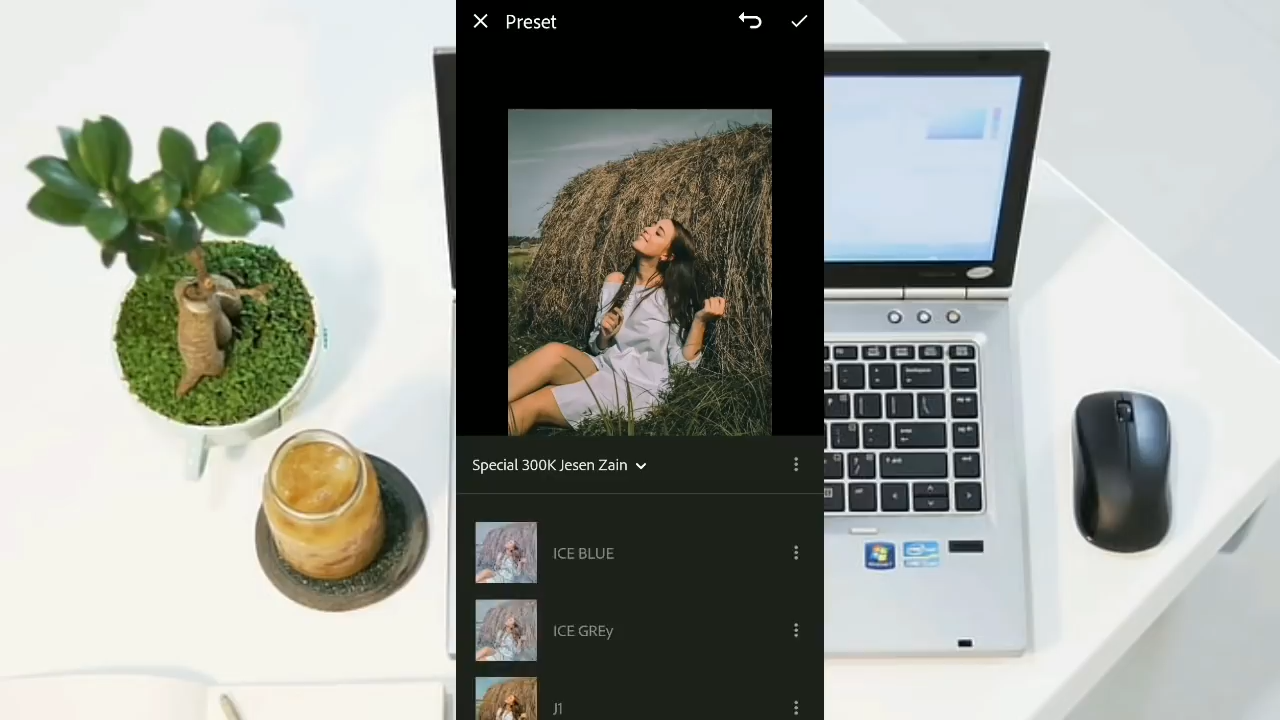 Preset
Special 300K Jesen Zain
ICE BLUE
ICE GREy
J1